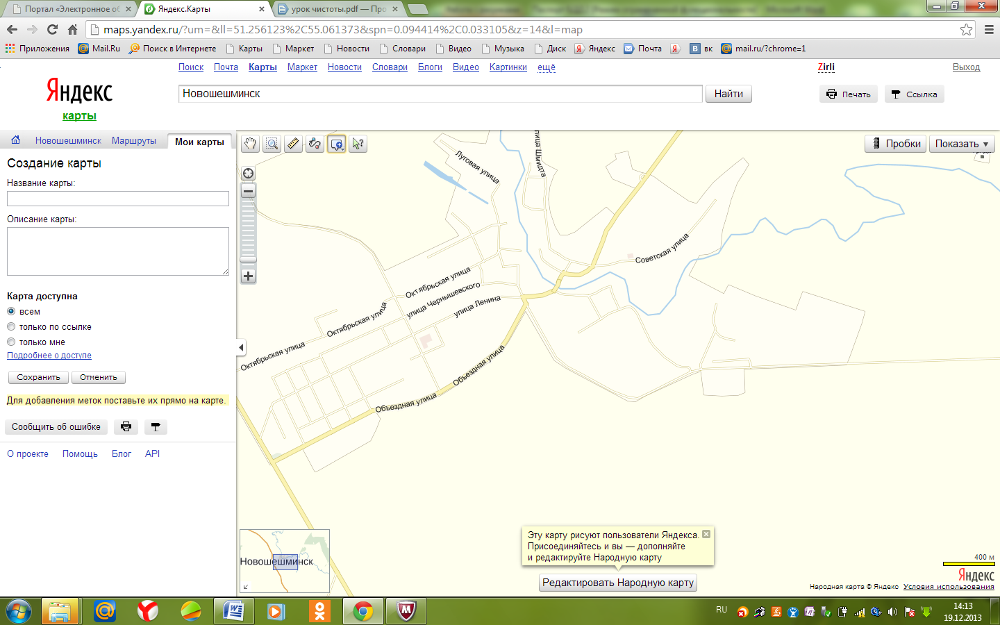 Портал «Электронное об
Яндекс.Карты
урок чистоты.pdf — Про
maps.yandex.ru/?um=&ll=51.256123%2C55.061373&spn=0.094414%2C0.033105&z=14&l=map
Приложения Mail.Ru Поиск в Интернете Карты Маркет Новости Словари Видео Музыка Диск Яндекс Почта вк mail.ru/?chrome=1
Поиск Почта Карты Маркет Новости Словари Блоги Видео Картинки ещё
Zirli
Выход
Яндекс
карты
Новошешминск
Найти
Печать
Ссылка
Новошешминск Маршруты Мои карты
Создание карты
Название карты:
Описание карты:
Карта доступна
всем
только по ссылке
только мне
Подробнее о доступе
Сохранить Отменить
Для добавления меток поставьте их прямо на карте.
Сообщить об ошибке
О проекте Помощь Блог API
Пробки
Показать
Луговая улица
улица Шмидта
Советская улица
Октябрьская улица
улица Чернышевского
улица Ленина
Октябрьская улица
Октябрьская улица
Объездная улица
Объездная улица
Новошешминск
Эту карту рисуют пользователи Яндекса.
Присоединяйтесь и вы — дополняйте
и редактируйте Народную карту
Редактировать Народную карту
400 м
Яндекс
Народная карта © Яндекс Условия использования
RU
14:13
19.12.2013